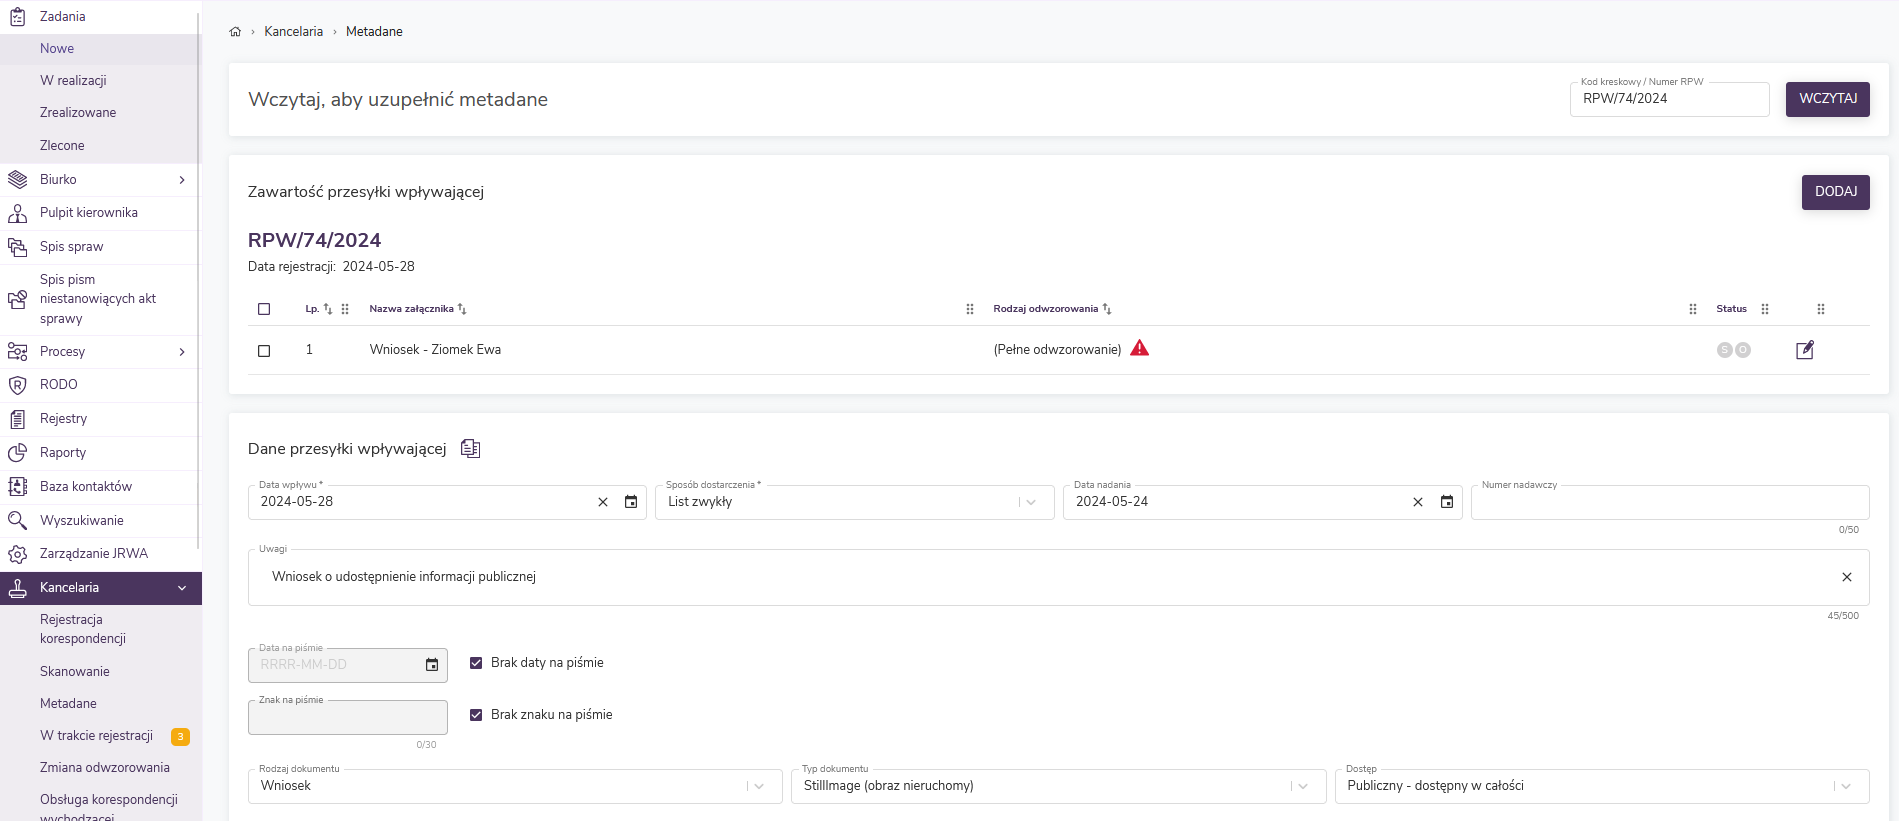 Zadania
Nowe
W realizacji
Zrealizowane
Zlecone
Biurko
Pulpit kierownika
Spis spraw
Spis pism
niestanowiących akt
sprawy
Procesy
RODO
Rejestry
Raporty
Baza kontaktów
Wyszukiwanie
Zarządzanie JRWA
Kancelaria
Rejestracja
korespondencji
Skanowanie
Metadane
W trakcie rejestracji 3
Zmiana odwzorowania
Obsługa korespondencji
wychodzącej
Kancelaria › Metadane
Wczytaj, aby uzupełnić metadane
Kod kreskowy / Numer RPW
RPW/74/2024
WCZYTAJ
Zawartość przesyłki wpływającej
DODAJ
RPW/74/2024
Data rejestracji: 2024-05-28
Lp. Nazwa załącznika Rodzaj odwzorowania Status
1 Wniosek - Ziomek Ewa (Pełne odwzorowanie) S O
Dane przesyłki wpływającej
Data wpływu * Sposób dostarczenia * Data nadania Numer nadawczy
2024-05-28 List zwykły 2024-05-24
0/50
Uwagi
Wniosek o udostępnienie informacji publicznej
45/500
Data na piśmie
RRRR-MM-DD Brak daty na piśmie
Znak na piśmie
Brak znaku na piśmie
0/30
Rodzaj dokumentu Typ dokumentu Dostęp
Wniosek StillImage (obraz nieruchomy) Publiczny - dostępny w całości